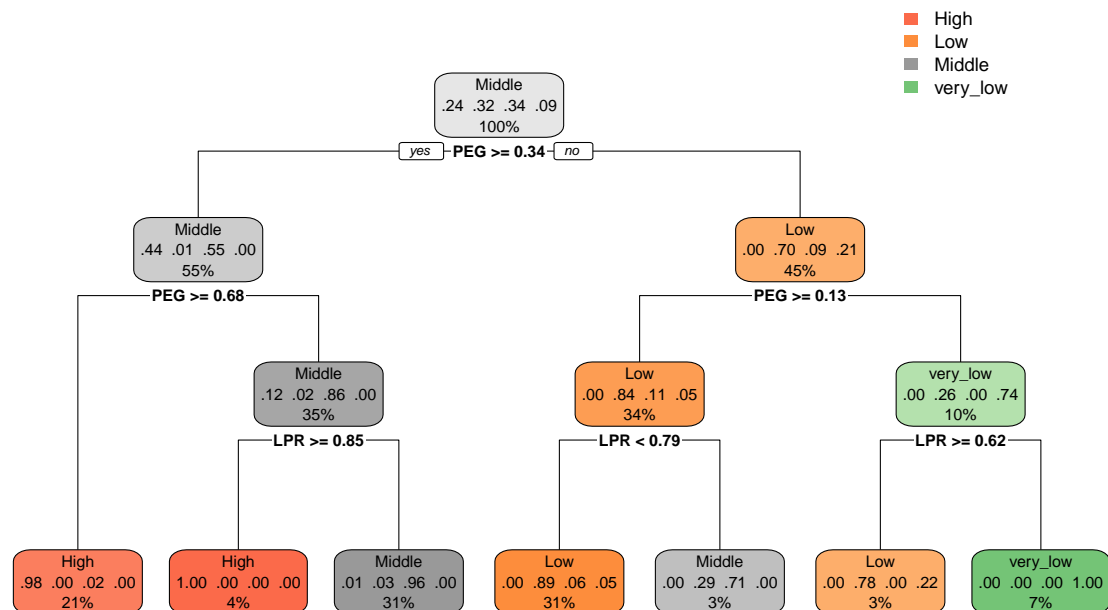 High
Low
Middle
very_low
Middle
.24 .32 .34 .09
100%
yes PEG >= 0.34 no
Middle
.44 .01 .55 .00
55%
PEG >= 0.68
Low
.00 .70 .09 .21
45%
PEG >= 0.13
Middle
.12 .02 .86 .00
35%
LPR >= 0.85
Low
.00 .84 .11 .05
34%
LPR < 0.79
very_low
.00 .26 .00 .74
10%
LPR >= 0.62
High
.98 .00 .02 .00
21%
High
1.00 .00 .00 .00
4%
Middle
.01 .03 .96 .00
31%
Low
.00 .89 .06 .05
31%
Middle
.00 .29 .71 .00
3%
Low
.00 .78 .00 .22
3%
very_low
.00 .00 .00 1.00
7%